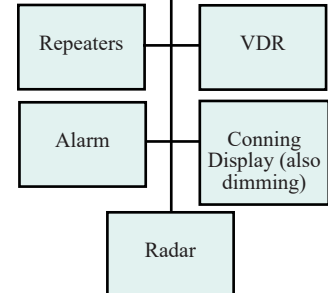 Repeaters
VDR
Alarm
Conning
Display (also
dimming)
Radar